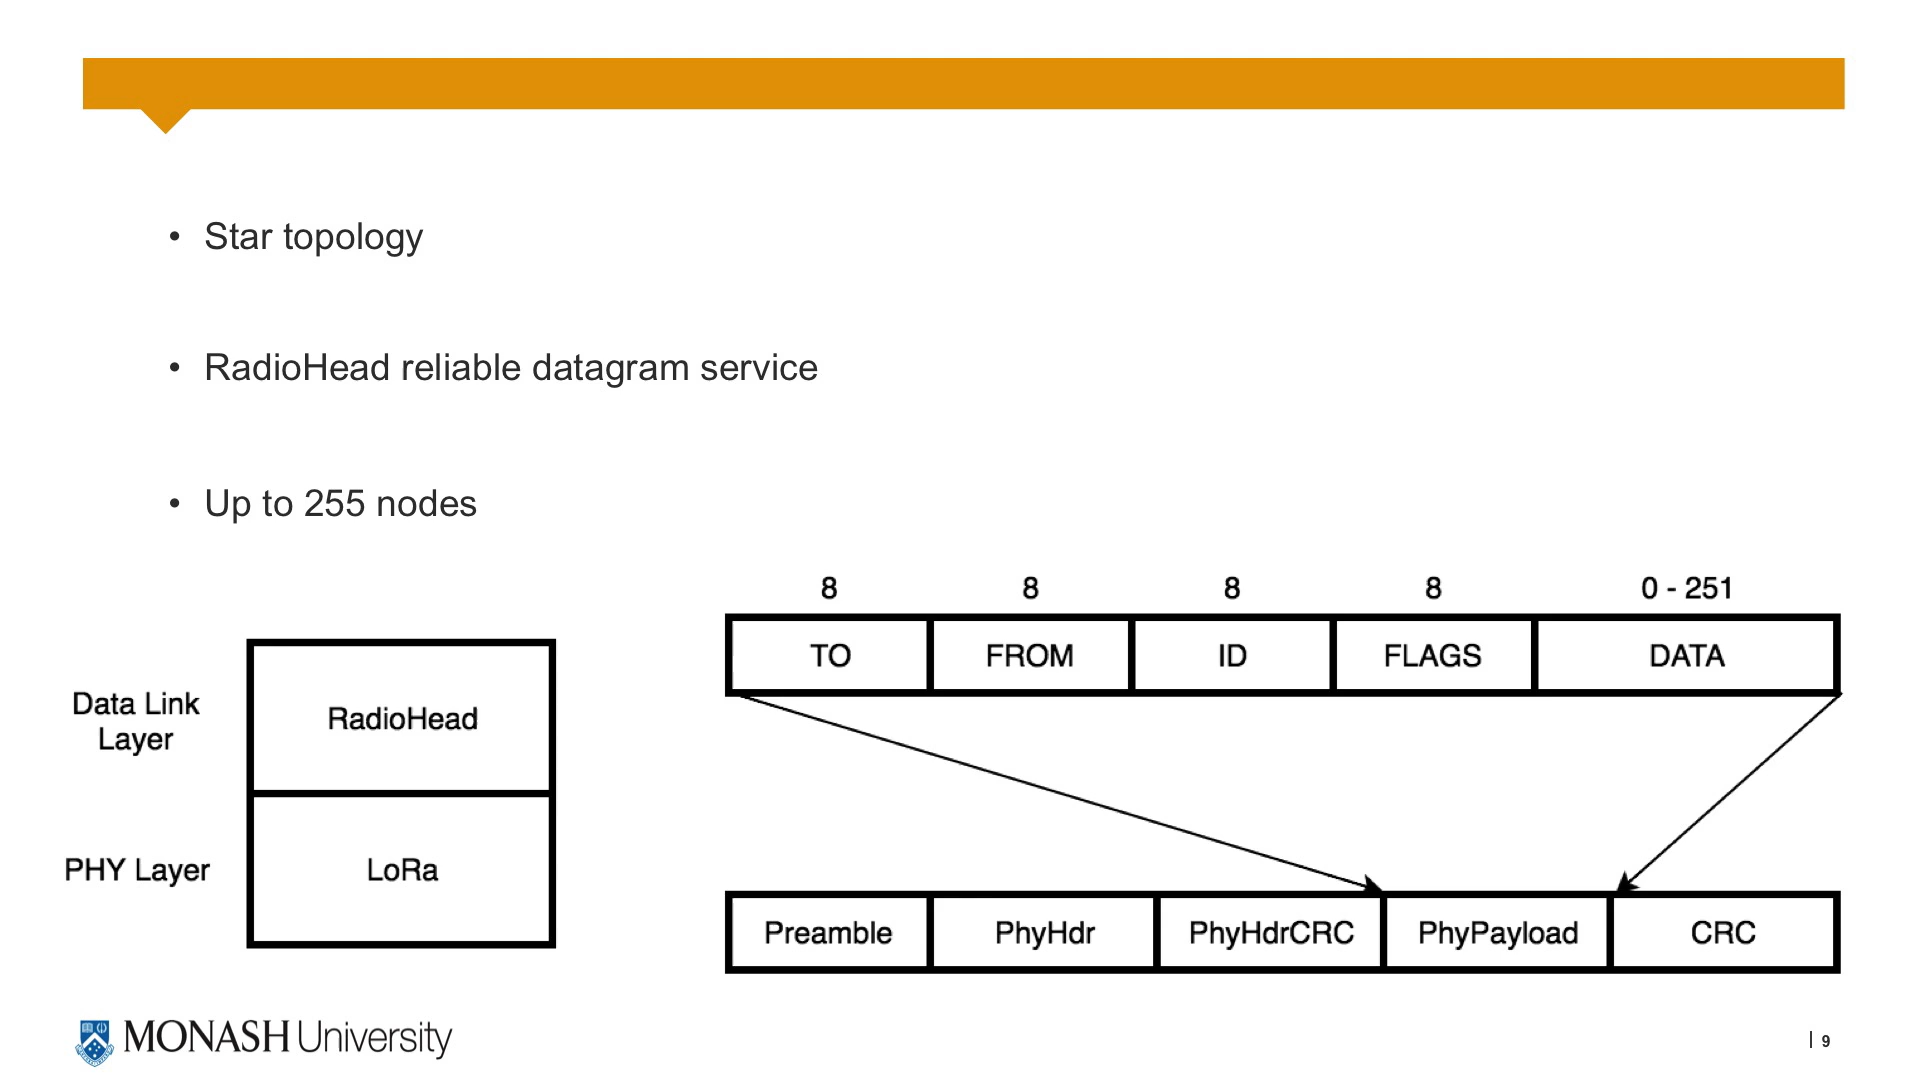 • Star topology
• RadioHead reliable datagram service
• Up to 255 nodes
8 8 8 8 0 - 251
TO FROM ID FLAGS DATA
Data Link
Layer
RadioHead
PHY Layer
LoRa
Preamble PhyHdr PhyHdrCRC PhyPayload CRC
MONASH University
| 9